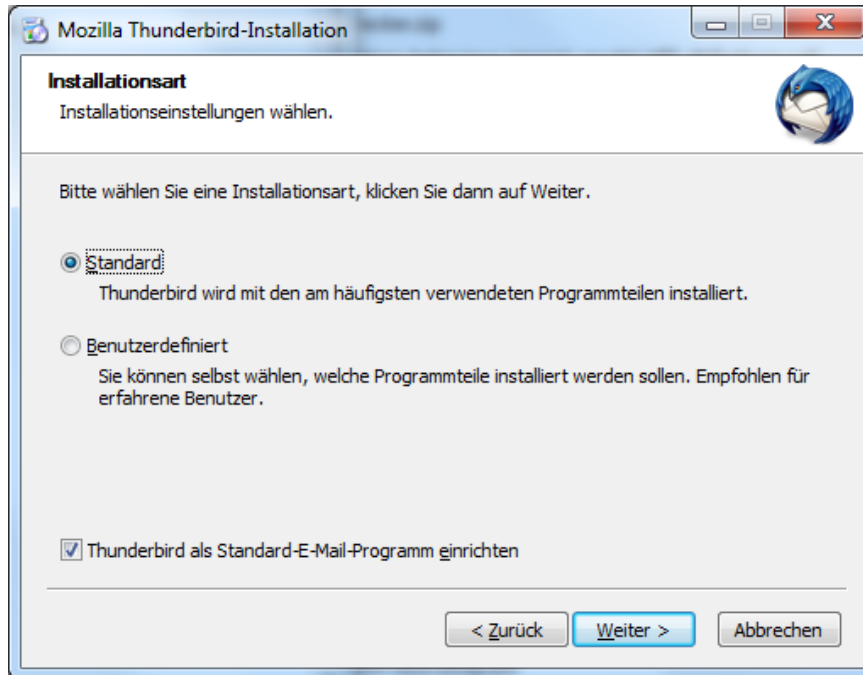 Mozilla Thunderbird-Installation
Installationsart
Installationseinstellungen wählen.
Bitte wählen Sie eine Installationsart, klicken Sie dann auf Weiter.
Standard
Thunderbird wird mit den am häufigsten verwendeten Programmteilen installiert.
Benutzerdefiniert
Sie können selbst wählen, welche Programmteile installiert werden sollen. Empfohlen für
erfahrene Benutzer.
Thunderbird als Standard-E-Mail-Programm einrichten
< Zurück
Weiter >
Abbrechen